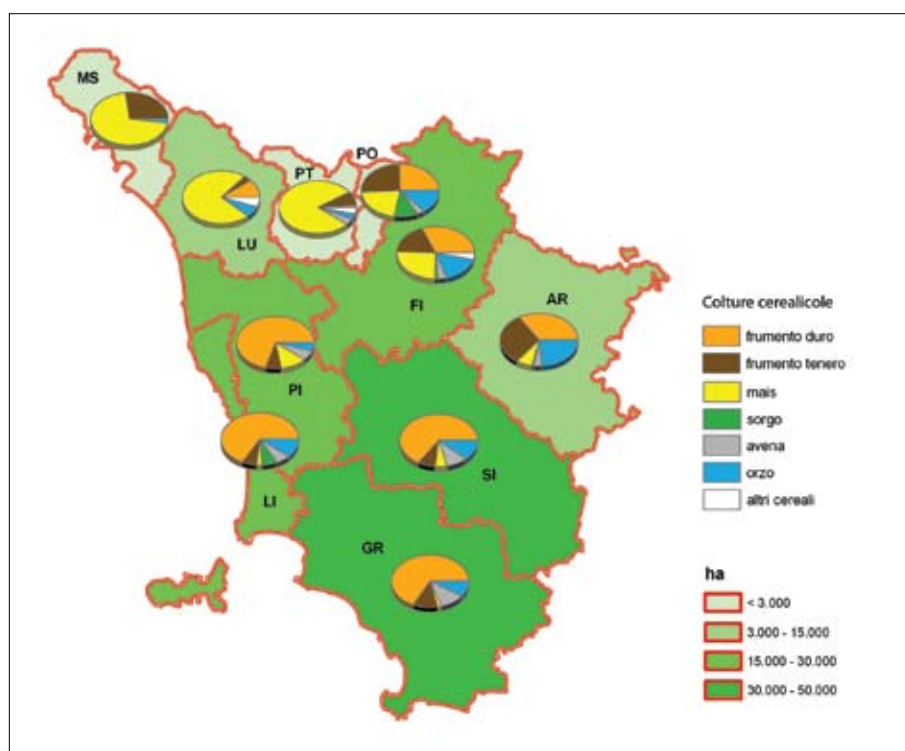 MS
PO
PT
LU
FI
AR
PI
SI
LI
GR
Colture cerealicole
frumento duro
frumento tenero
mais
sorgo
avena
orzo
altri cereali
ha
< 3.000
3.000 - 15.000
15.000 - 30.000
30.000 - 50.000